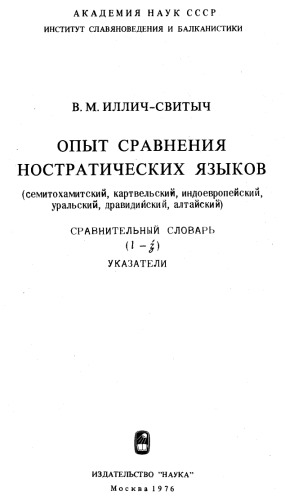 АКАДЕМИЯ НАУК СССР
ИНСТИТУТ СЛАВЯНОВЕДЕНИЯ И БАЛКАНИСТИКИ
В. М. ИЛЛИЧ-СВИТЫЧ
ОПЫТ СРАВНЕНИЯ
НОСТРАТИЧЕСКИХ ЯЗЫКОВ
(семитохамитский, картвельский, индоевропейский,
уральский, дравидийский, алтайский)
СРАВНИТЕЛЬНЫЙ СЛОВАРЬ
УКАЗАТЕЛИ
ИЗДАТЕЛЬСТВО "НАУКА"
Москва 1976